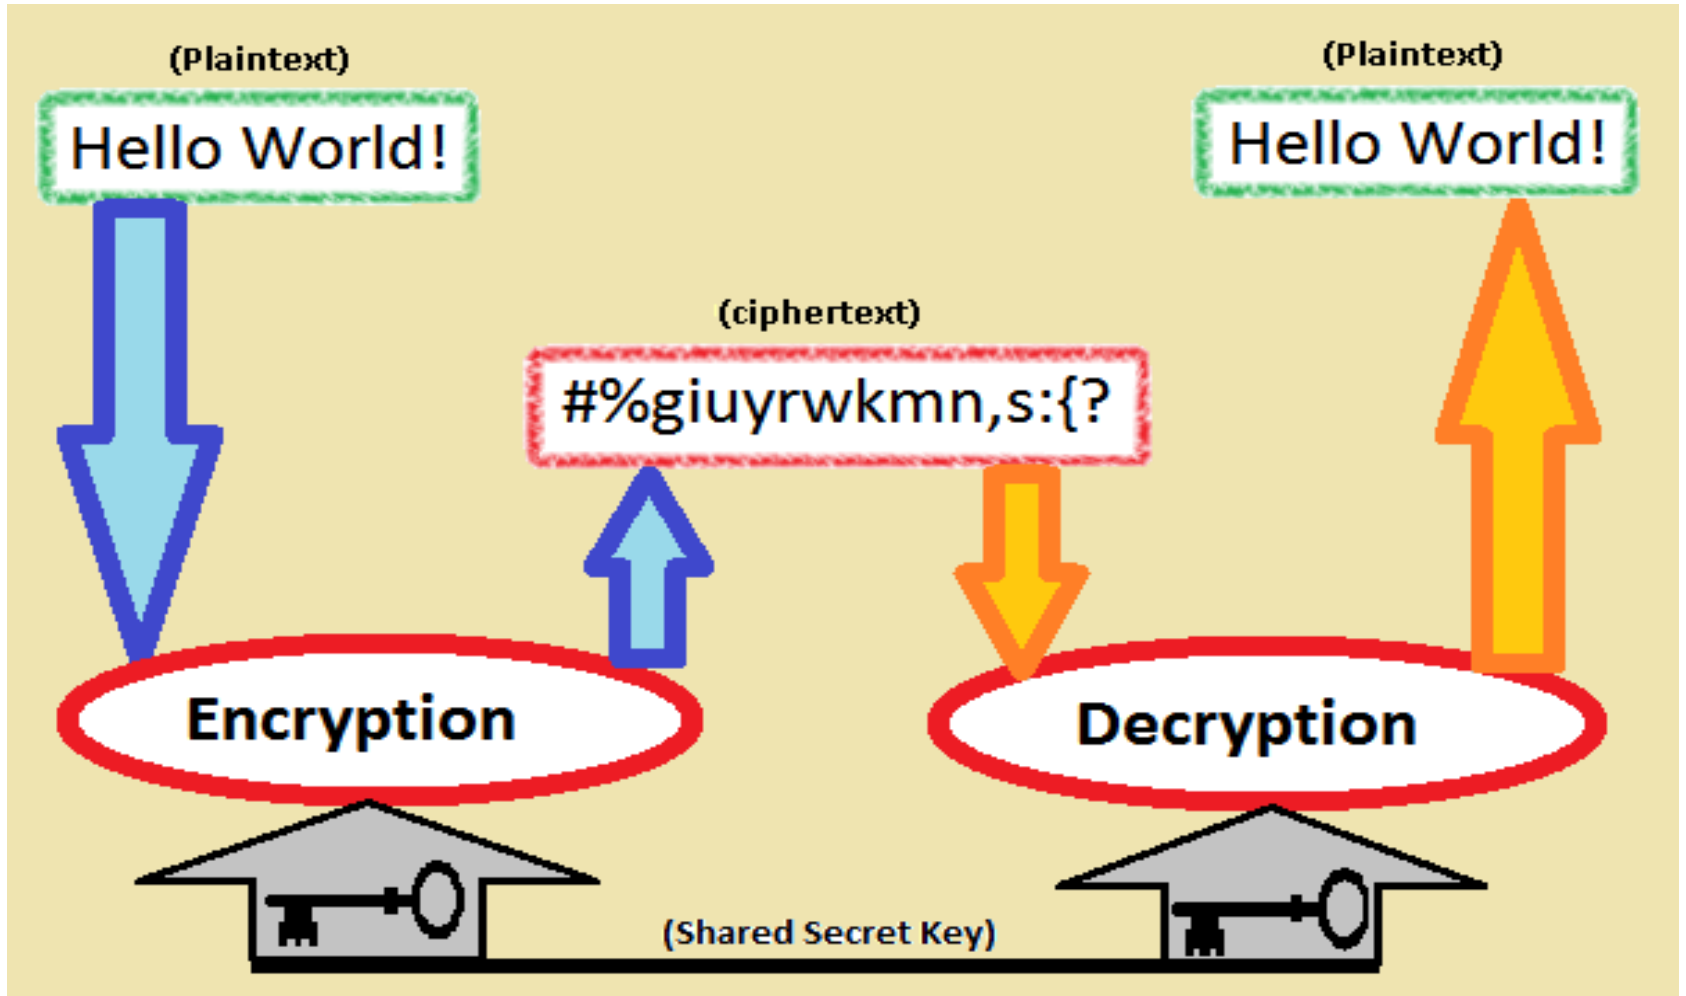 (Plaintext)
Hello World!
(Plaintext)
Hello World!
(ciphertext)
#%giuyrwkmn,s:{?
Encryption
Decryption
(Shared Secret Key)